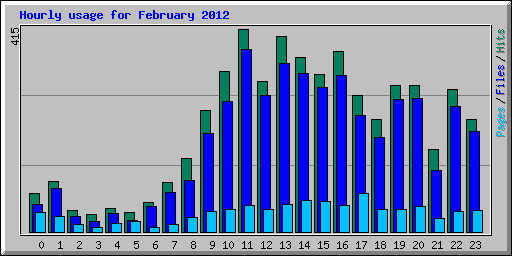 Hourly usage for February 2012
415
Pages/Files/Hits
0 1 2 3 4 5 6 7 8 9 10 11 12 13 14 15 16 17 18 19 20 21 22 23